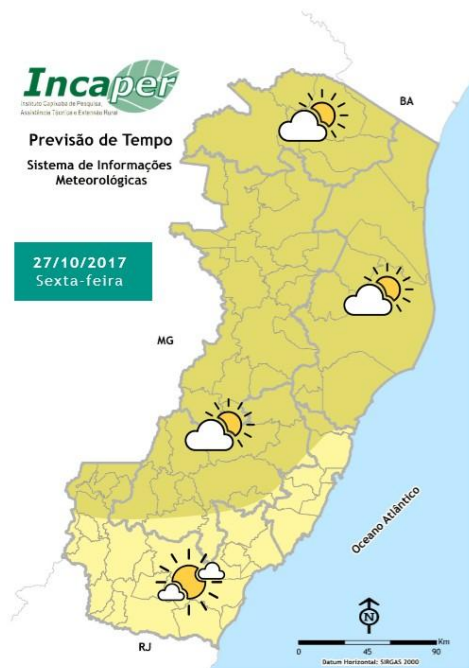 Incaper
Instituto Capixaba de Pesquisa,
Assistência Técnica e Extensão Rural
Previsão de Tempo
Sistema de Informações
Meteorológicas
27/10/2017
Sexta-feira
BA
MG
Oceano Atlântico
RJ
N
0 45 90
Km
Datum Horizontal: SIRGAS 2000